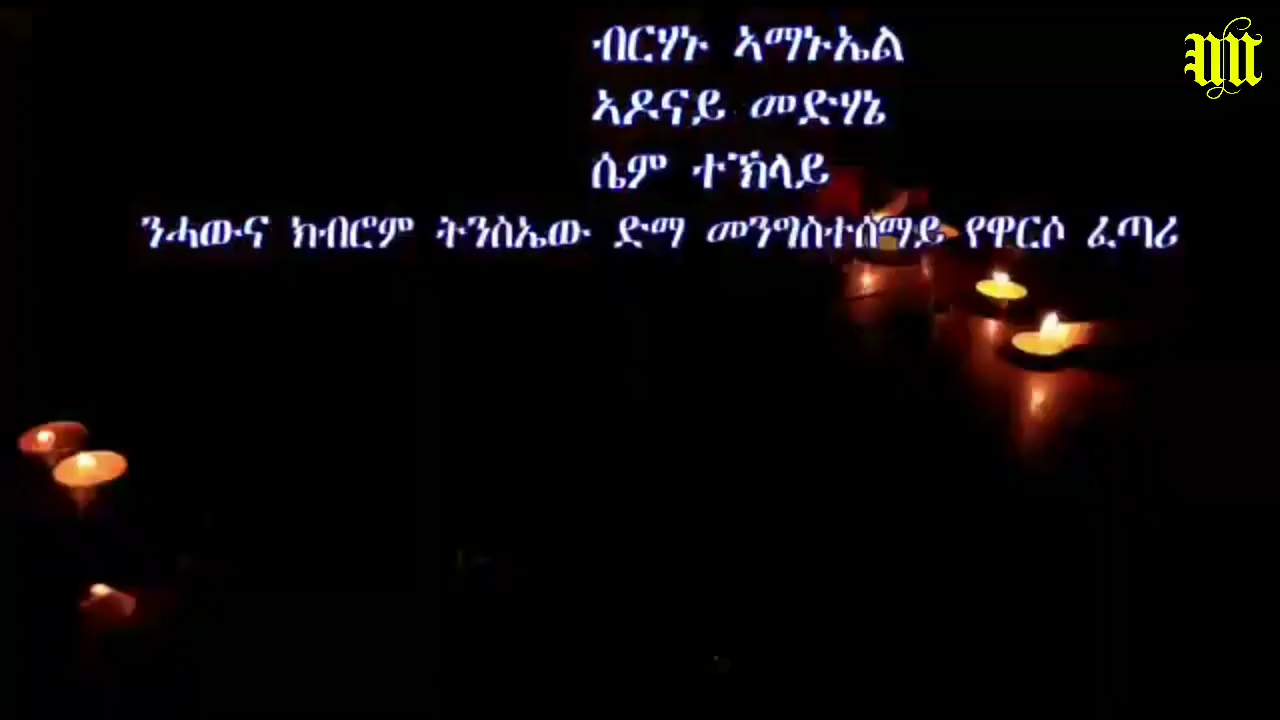 ብርሃኑ ኣማኑኤል
ኣዶናይ መድሃኔ
ሴም ተኽላይ
ንሓውና ክብሮም ትንስኤው ድማ መንግስተሰማይ የዋርሶ ፈጣሪ